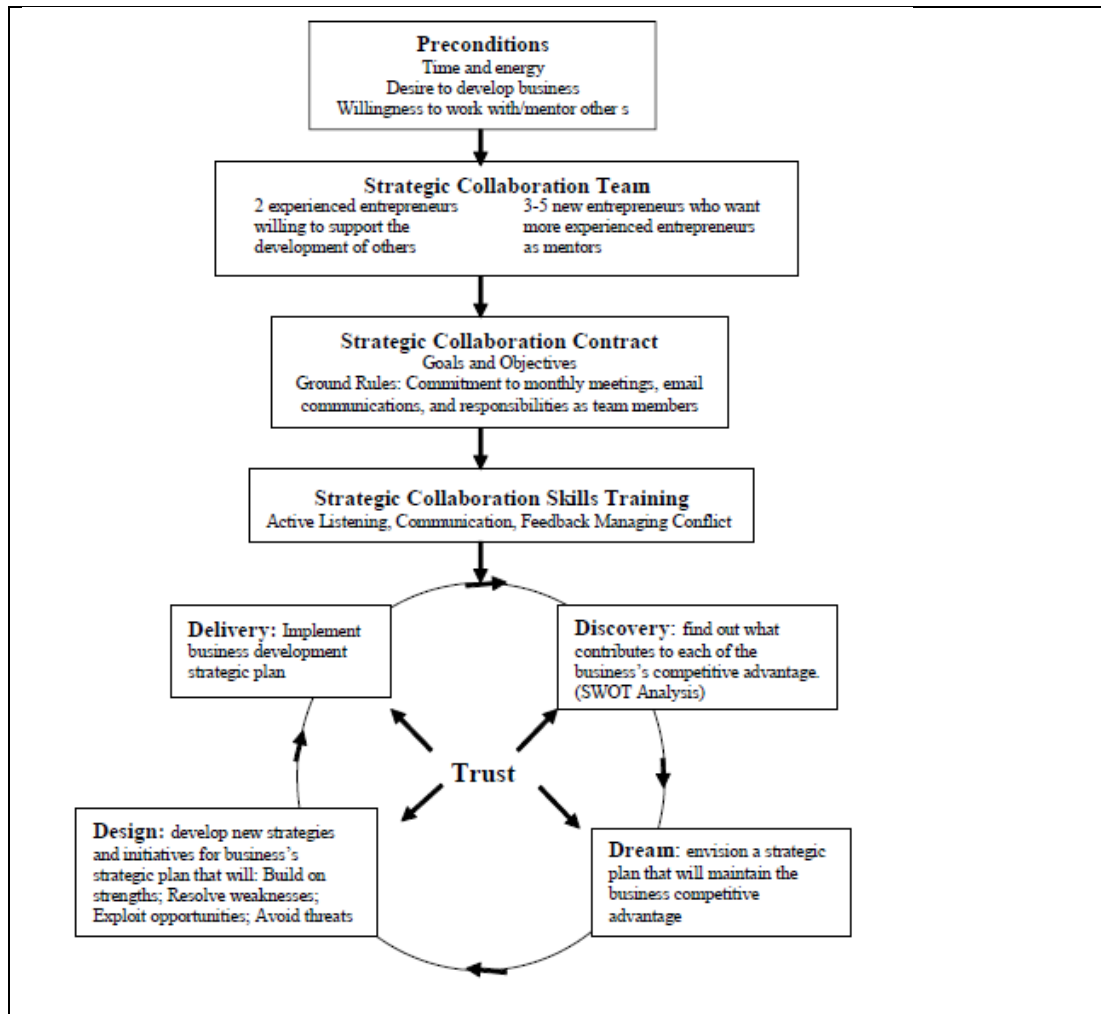 Preconditions
Time and energy
Desire to develop business
Willingness to work with/mentor other s
Strategic Collaboration Team
2 experienced entrepreneurs
willing to support the
development of others
3-5 new entrepreneurs who want
more experienced entrepreneurs
as mentors
Strategic Collaboration Contract
Goals and Objectives
Ground Rules: Commitment to monthly meetings, email
communications, and responsibilities as team members
Strategic Collaboration Skills Training
Active Listening, Communication, Feedback Managing Conflict
Delivery: Implement
business development
strategic plan
Discovery: find out what
contributes to each of the
business’s competitive advantage.
(SWOT Analysis)
Trust
Design: develop new strategies
and initiatives for business’s
strategic plan that will: Build on
strengths; Resolve weaknesses;
Exploit opportunities; Avoid threats
Dream: envision a strategic
plan that will maintain the
business competitive
advantage